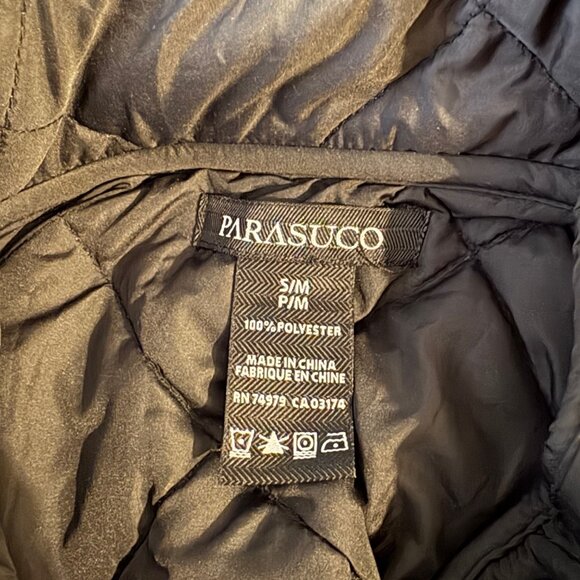 PARASUCO
S/M
P/M
100% POLYESTER
MADE IN CHINA
FABRIQUE EN CHINE
RN 74979 CA 03174